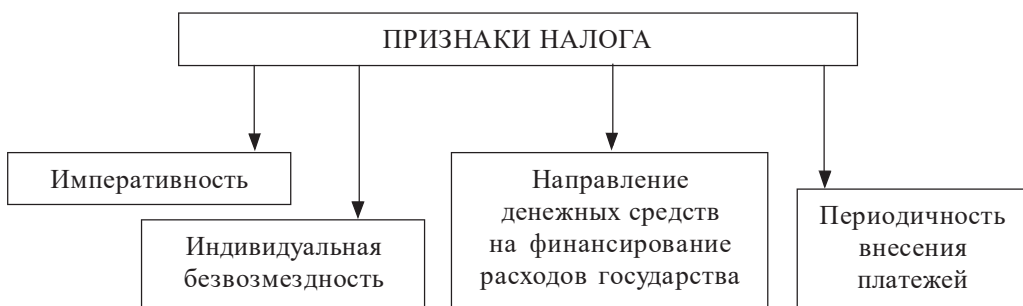 ПРИЗНАКИ НАЛОГА
Императивность
Индивидуальная
безвозмездность
Направление
денежных средств
на финансирование
расходов государства
Периодичность
внесения
платежей